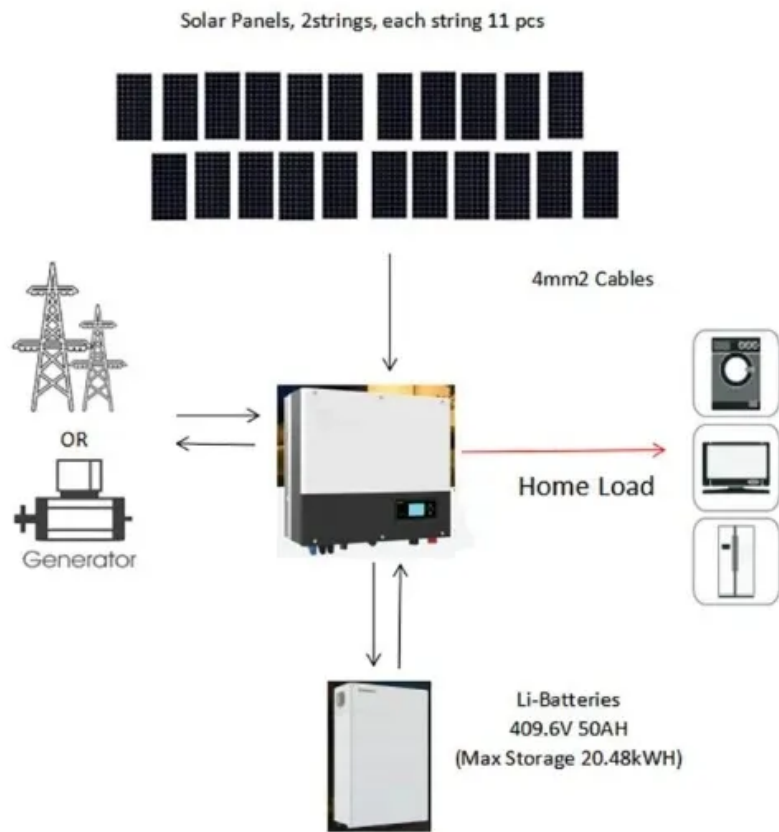 Solar Panels, 2strings, each string 11 pcs
4mm2 Cables
OR
Generator
Home Load
Li-Batteries
409.6V 50AH
(Max Storage 20.48kWH)